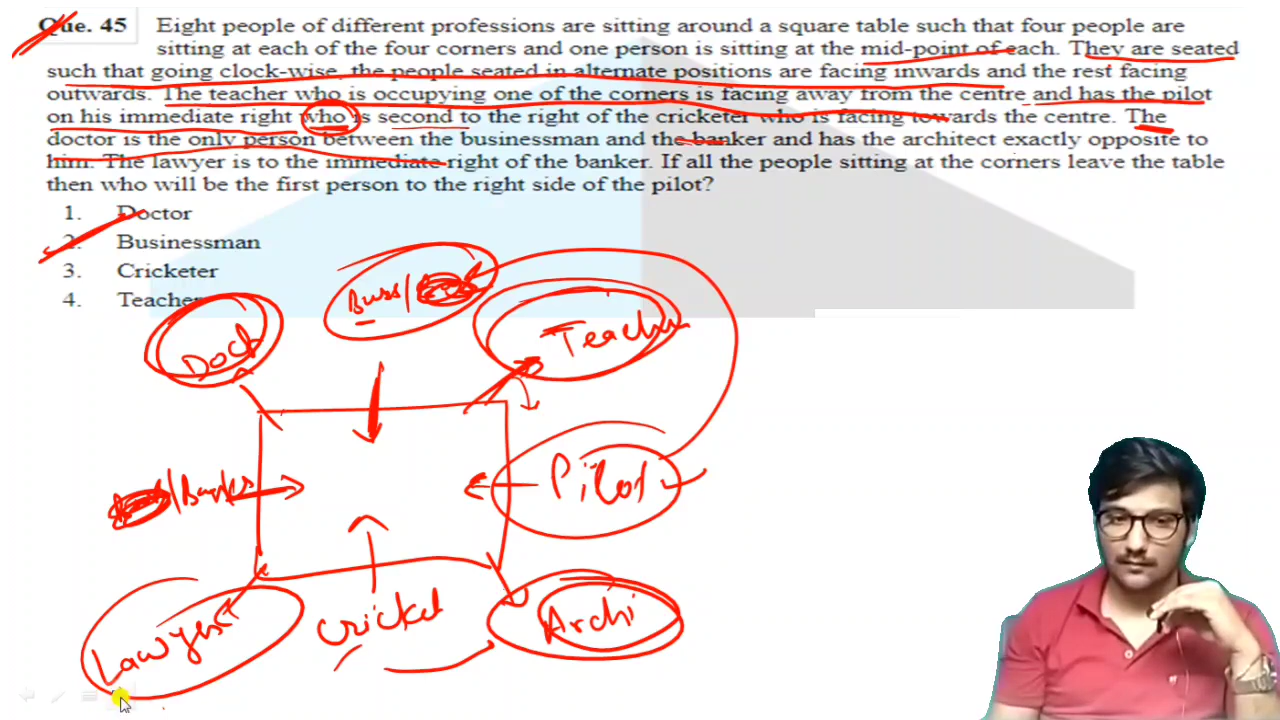 Que. 45 Eight people of different professions are sitting around a square table such that four people are
sitting at each of the four corners and one person is sitting at the mid-point of each. They are seated
such that going clock-wise, the people seated in alternate positions are facing inwards and the rest facing
outwards. The teacher who is occupying one of the corners is facing away from the centre and has the pilot
on his immediate right who is second to the right of the cricketer who is facing towards the centre. The
doctor is the only person between the businessman and the banker and has the architect exactly opposite to
him. The lawyer is to the immediate right of the banker. If all the people sitting at the corners leave the table
then who will be the first person to the right side of the pilot?
1. Doctor
2. Businessman
3. Cricketer
4. Teacher
Buss/
Doct
Teacher
Pilot
Lawyer
Cricket
Archi